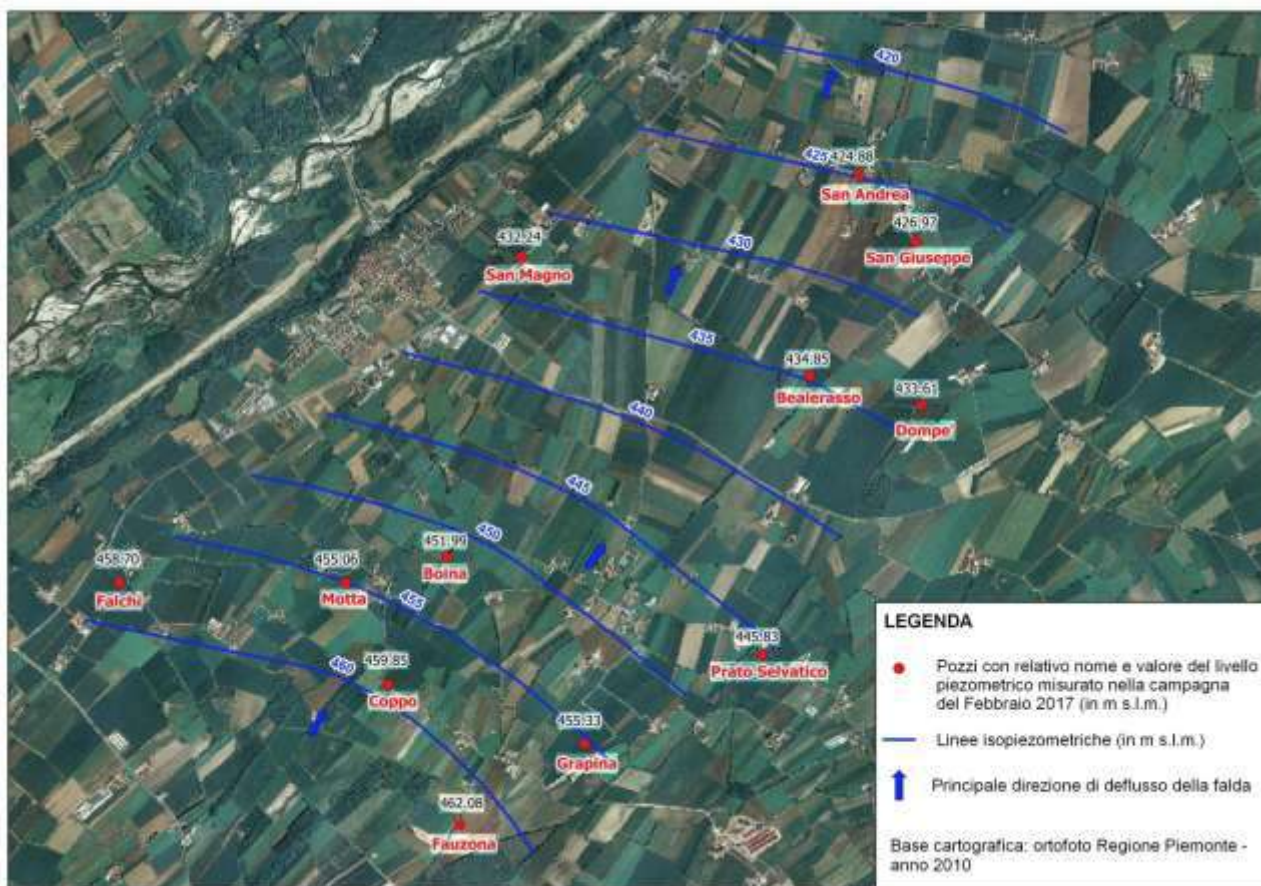 420
425
424.88
San Andrea
426.97
San Giuseppe
432.24
San Magno
430
435
434.85
Bealerasso
433.61
Dompe'
440
445
450
451.99
Boina
458.70
Falchi
455.06
Motta
455
460
459.85
Coppo
445.83
Prato Selvatico
455.33
Grapina
462.08
Fauzona
LEGENDA
Pozzi con relativo nome e valore del livello
piezometrico misurato nella campagna
del Febbraio 2017 (in m s.l.m.)
Linee isopiezometriche (in m s.l.m.)
Principale direzione di deflusso della falda
Base cartografica: ortofoto Regione Piemonte -
anno 2010